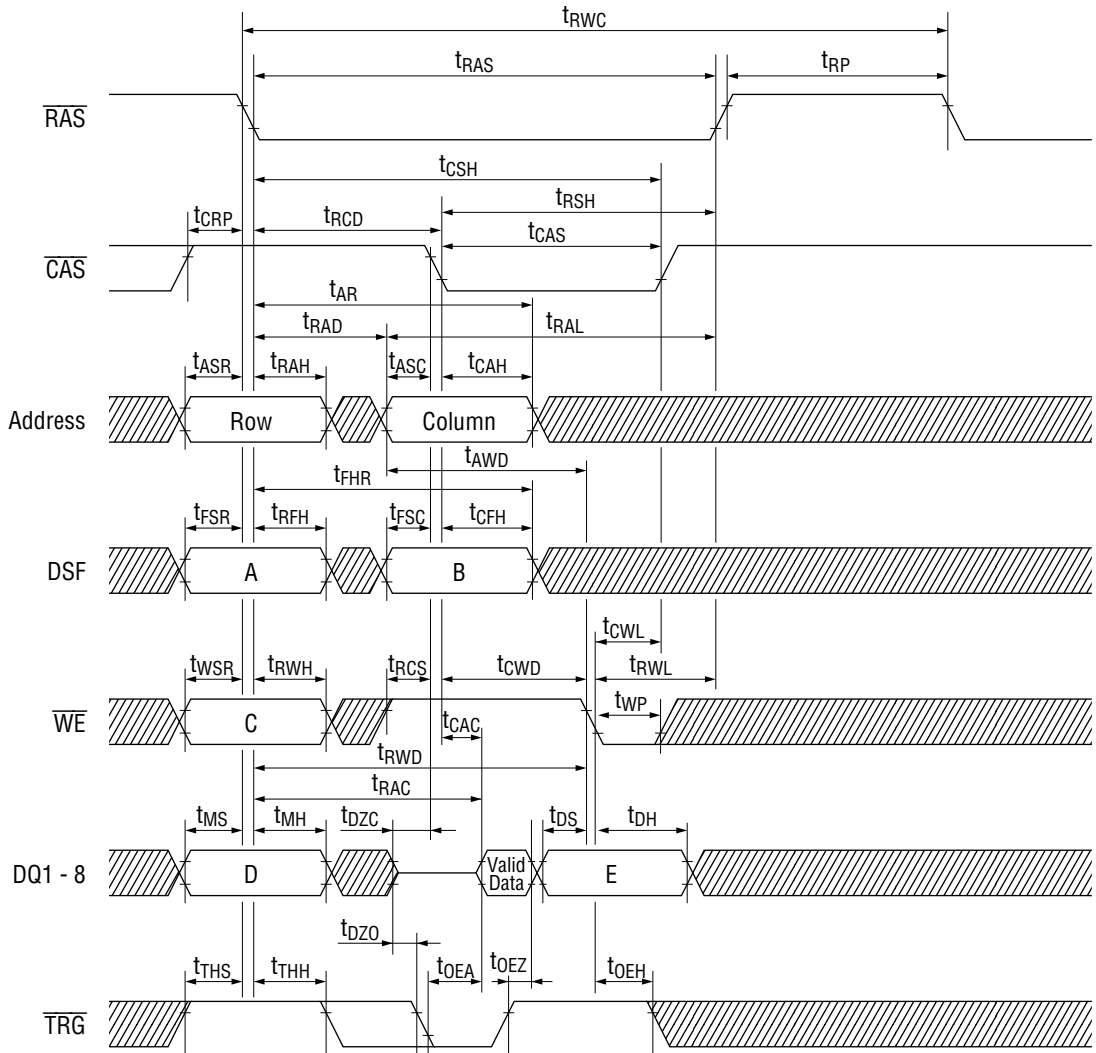 tRWC
tRAS tRP
RAS
tCSH
tRSH
tCRP tRCD tCAS
CAS
tAR
tRAD tRAL
tASR tRAH tASC tCAH
Address Row Column
tAWD
tFHR
tFSR tRFH tFSC tCFH
DSF A B
tCWL
tWSR tRWH tRCS tCWD tRWL
tWP
WE C
tCAC
tRWD
tRAC
tMS tMH tDZC tDS tDH
DQ1 - 8 D Valid Data E
tDZO
tTHS tTHH tOEA tOEZ tOEH
TRG